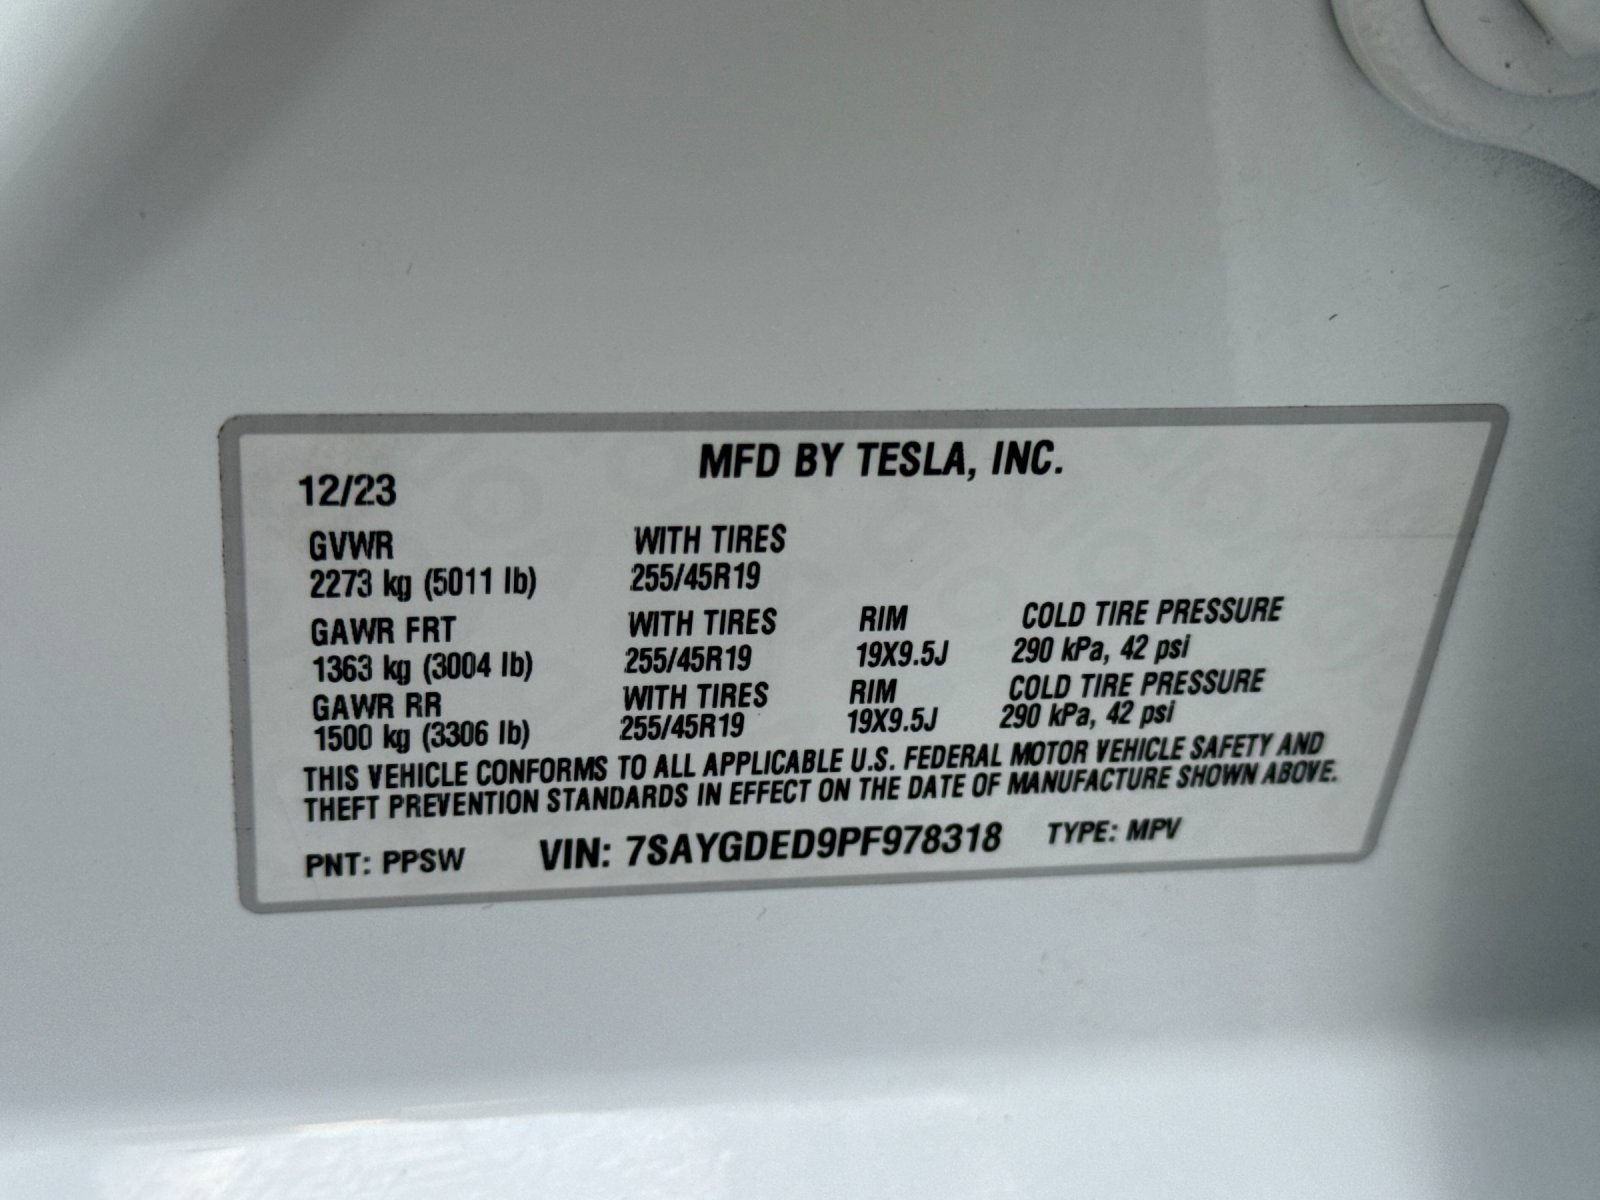 MFD BY TESLA, INC.
12/23
GVWR WITH TIRES
2273 kg (5011 lb) 255/45R19
GAWR FRT WITH TIRES RIM COLD TIRE PRESSURE
1363 kg (3004 lb) 255/45R19 19X9.5J 290 kPa, 42 psi
GAWR RR WITH TIRES RIM COLD TIRE PRESSURE
1500 kg (3306 lb) 255/45R19 19X9.5J 290 kPa, 42 psi
THIS VEHICLE CONFORMS TO ALL APPLICABLE U.S. FEDERAL MOTOR VEHICLE SAFETY AND
THEFT PREVENTION STANDARDS IN EFFECT ON THE DATE OF MANUFACTURE SHOWN ABOVE.
PNT: PPSW VIN: 7SAYGDED9PF978318 TYPE: MPV